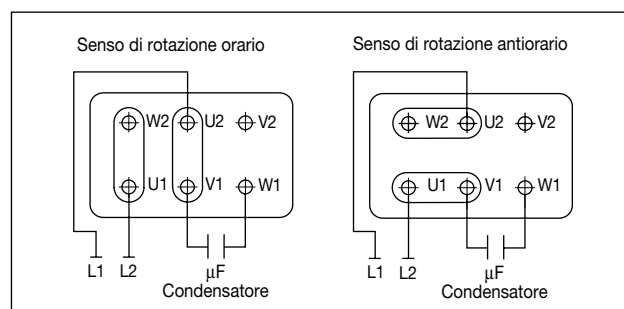 Senso di rotazione orario
W2 U2 V2
U1 V1 W1
L1 L2
µF
Condensatore
Senso di rotazione antiorario
W2 U2 V2
U1 V1 W1
L1 L2
µF
Condensatore